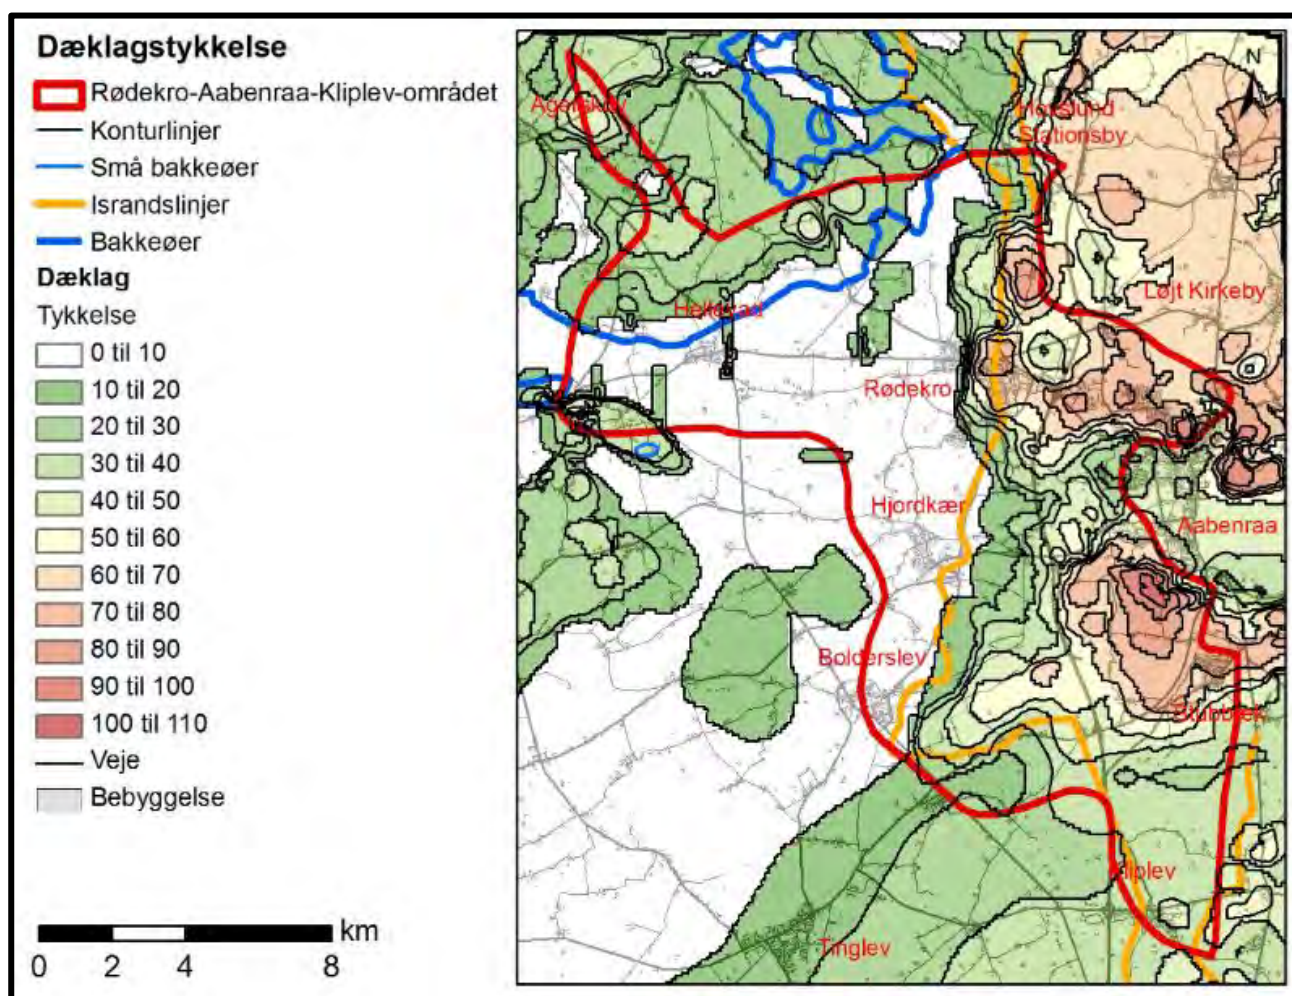 Dæklagstykkelse
Rødekro-Aabenraa-Kliplev-området
Konturlinjer
Små bakkeøer
Israndslinjer
Bakkeøer
Dæklag
Tykkelse
0 til 10
10 til 20
20 til 30
30 til 40
40 til 50
50 til 60
60 til 70
70 til 80
80 til 90
90 til 100
100 til 110
Veje
Bebyggelse
km
0 2 4 8
N
Agerskov
Hovslund
Stationsby
Løjt Kirkeby
Hellevad
Rødekro
Hjordkær
Aabenraa
Bolderslev
Stubbæk
Kliplev
Tinglev